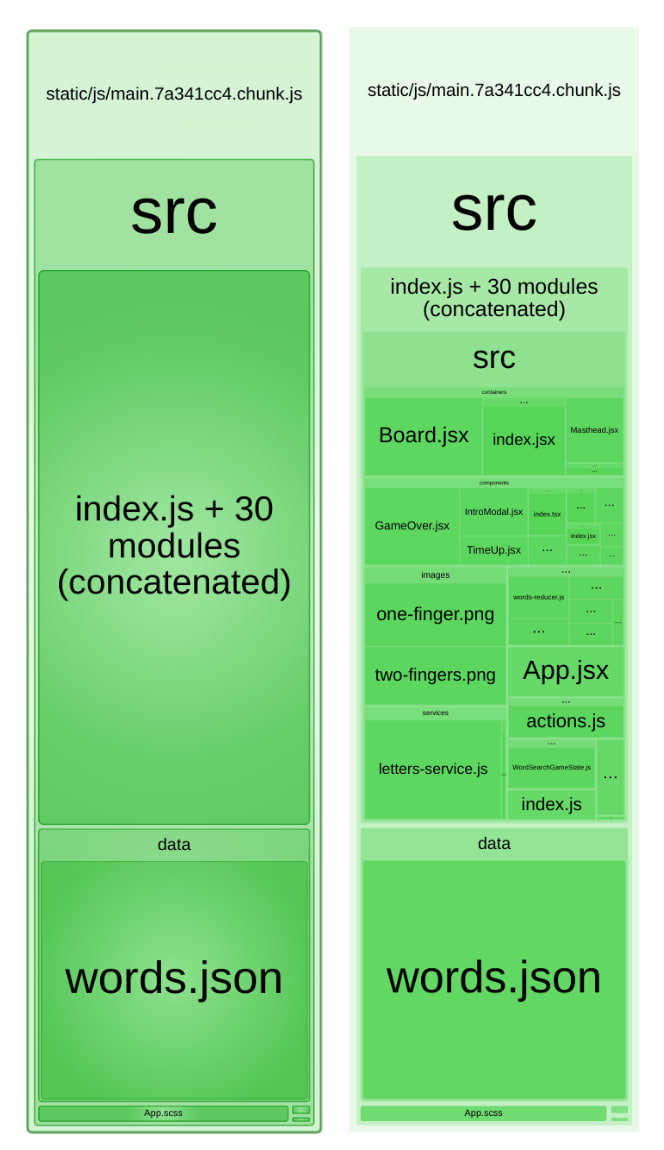 static/js/main.7a341cc4.chunk.js
src
index.js + 30
modules
(concatenated)
data
words.json
App.scss
static/js/main.7a341cc4.chunk.js
src
index.js + 30 modules
(concatenated)
src
containers
...
Board.jsx
index.jsx
Masthead.jsx
...
...
components
GameOver.jsx
IntroModal.jsx
TimeUp.jsx
...
index.tsx
...
...
...
...
...
index.jsx
...
...
...
images
one-finger.png
two-fingers.png
services
letters-service.js
...
...
words-reducer.js
...
...
...
...
...
App.jsx
...
actions.js
...
WordSearchGameState.js
...
index.js
data
words.json
App.scss